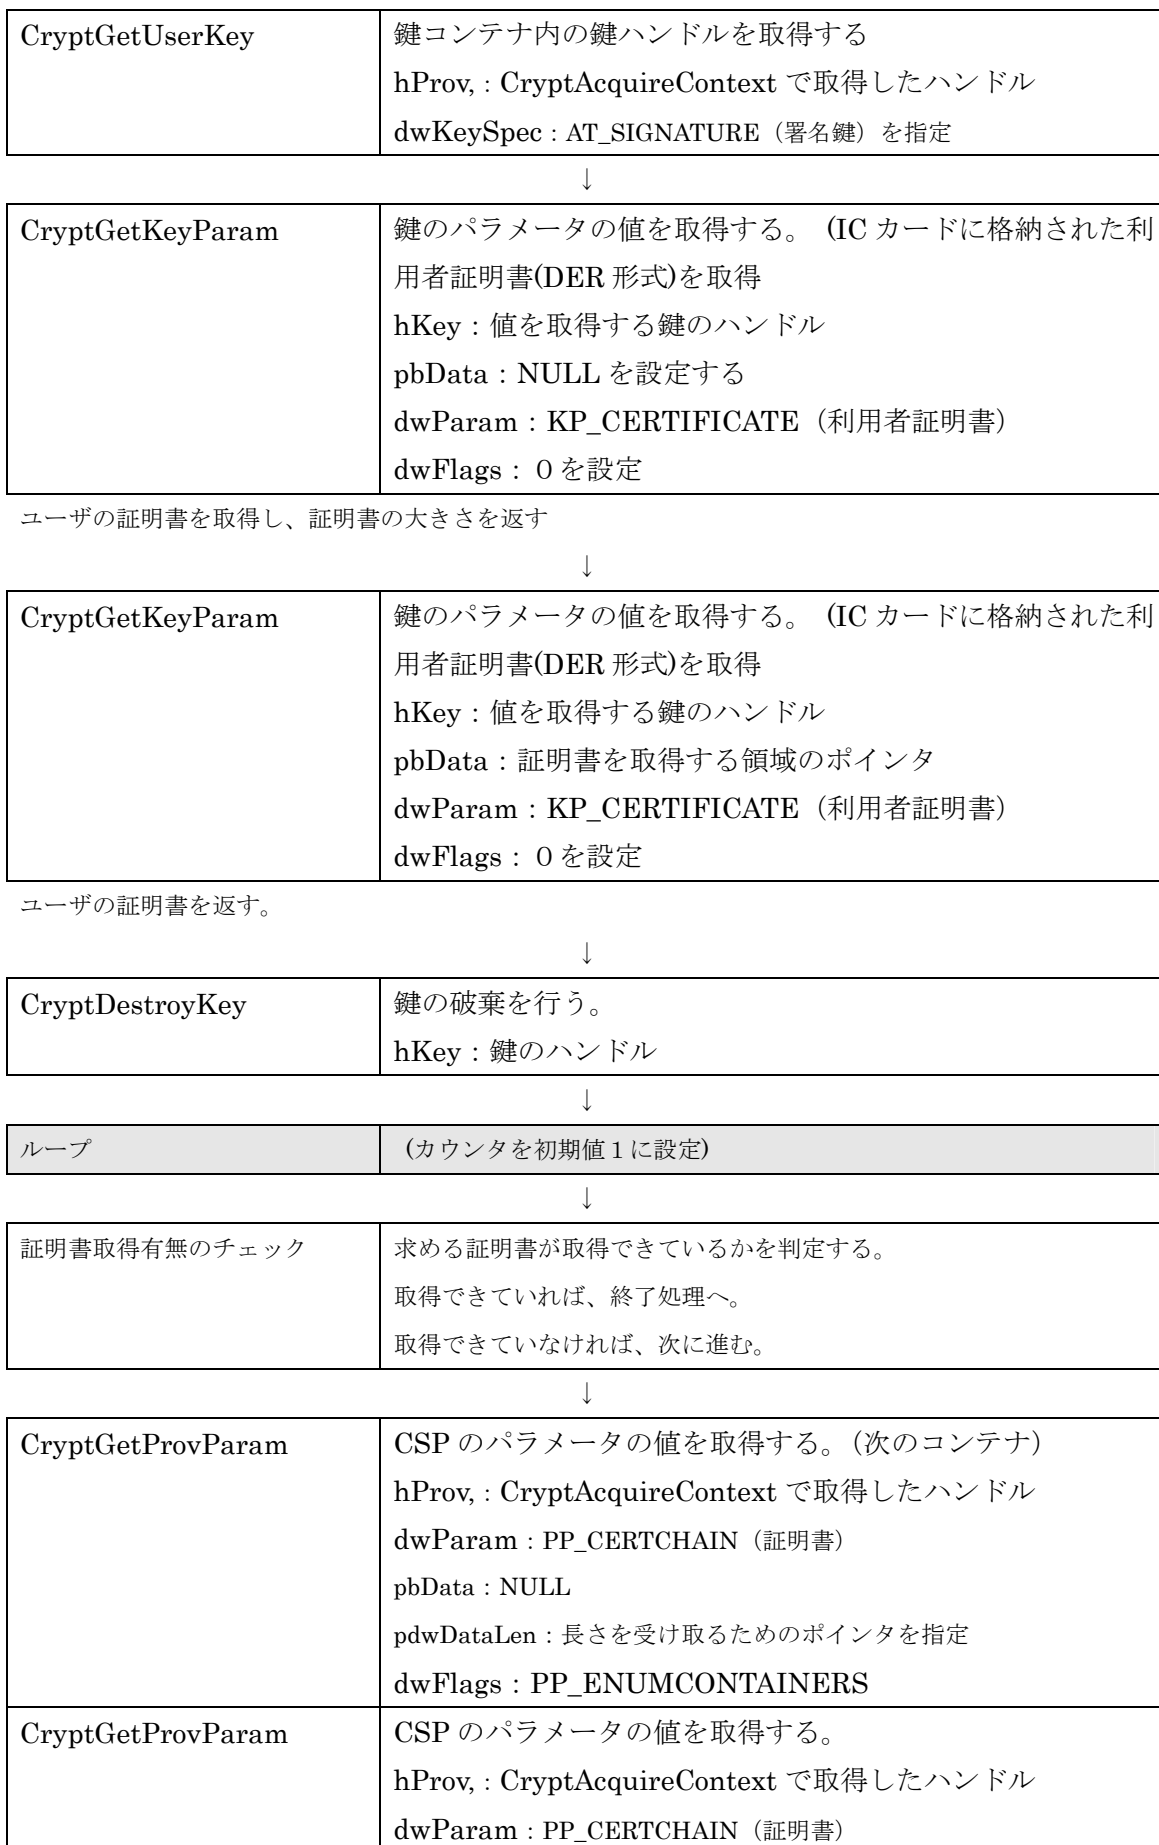 CryptGetUserKey
鍵コンテナ内の鍵ハンドルを取得する
hProv, : CryptAcquireContext で取得したハンドル
dwKeySpec：AT_SIGNATURE（署名鍵）を指定
↓
CryptGetKeyParam
鍵のパラメータの値を取得する。 (IC カードに格納された利
用者証明書(DER 形式)を取得
hKey：値を取得する鍵のハンドル
pbData：NULL を設定する
dwParam：KP_CERTIFICATE（利用者証明書）
dwFlags：０を設定
ユーザの証明書を取得し、証明書の大きさを返す
↓
CryptGetKeyParam
鍵のパラメータの値を取得する。 (IC カードに格納された利
用者証明書(DER 形式)を取得
hKey：値を取得する鍵のハンドル
pbData：証明書を取得する領域のポインタ
dwParam：KP_CERTIFICATE（利用者証明書）
dwFlags：０を設定
ユーザの証明書を返す。
↓
CryptDestroyKey
鍵の破棄を行う。
hKey：鍵のハンドル
↓
ループ
(カウンタを初期値１に設定)
↓
証明書取得有無のチェック
求める証明書が取得できているかを判定する。
取得できていれば、終了処理へ。
取得できていなければ、次に進む。
↓
CryptGetProvParam
CSP のパラメータの値を取得する。（次のコンテナ）
hProv, : CryptAcquireContext で取得したハンドル
dwParam：PP_CERTCHAIN（証明書）
pbData：NULL
pdwDataLen：長さを受け取るためのポインタを指定
dwFlags：PP_ENUMCONTAINERS
CryptGetProvParam
CSP のパラメータの値を取得する。
hProv, : CryptAcquireContext で取得したハンドル
dwParam：PP_CERTCHAIN（証明書）